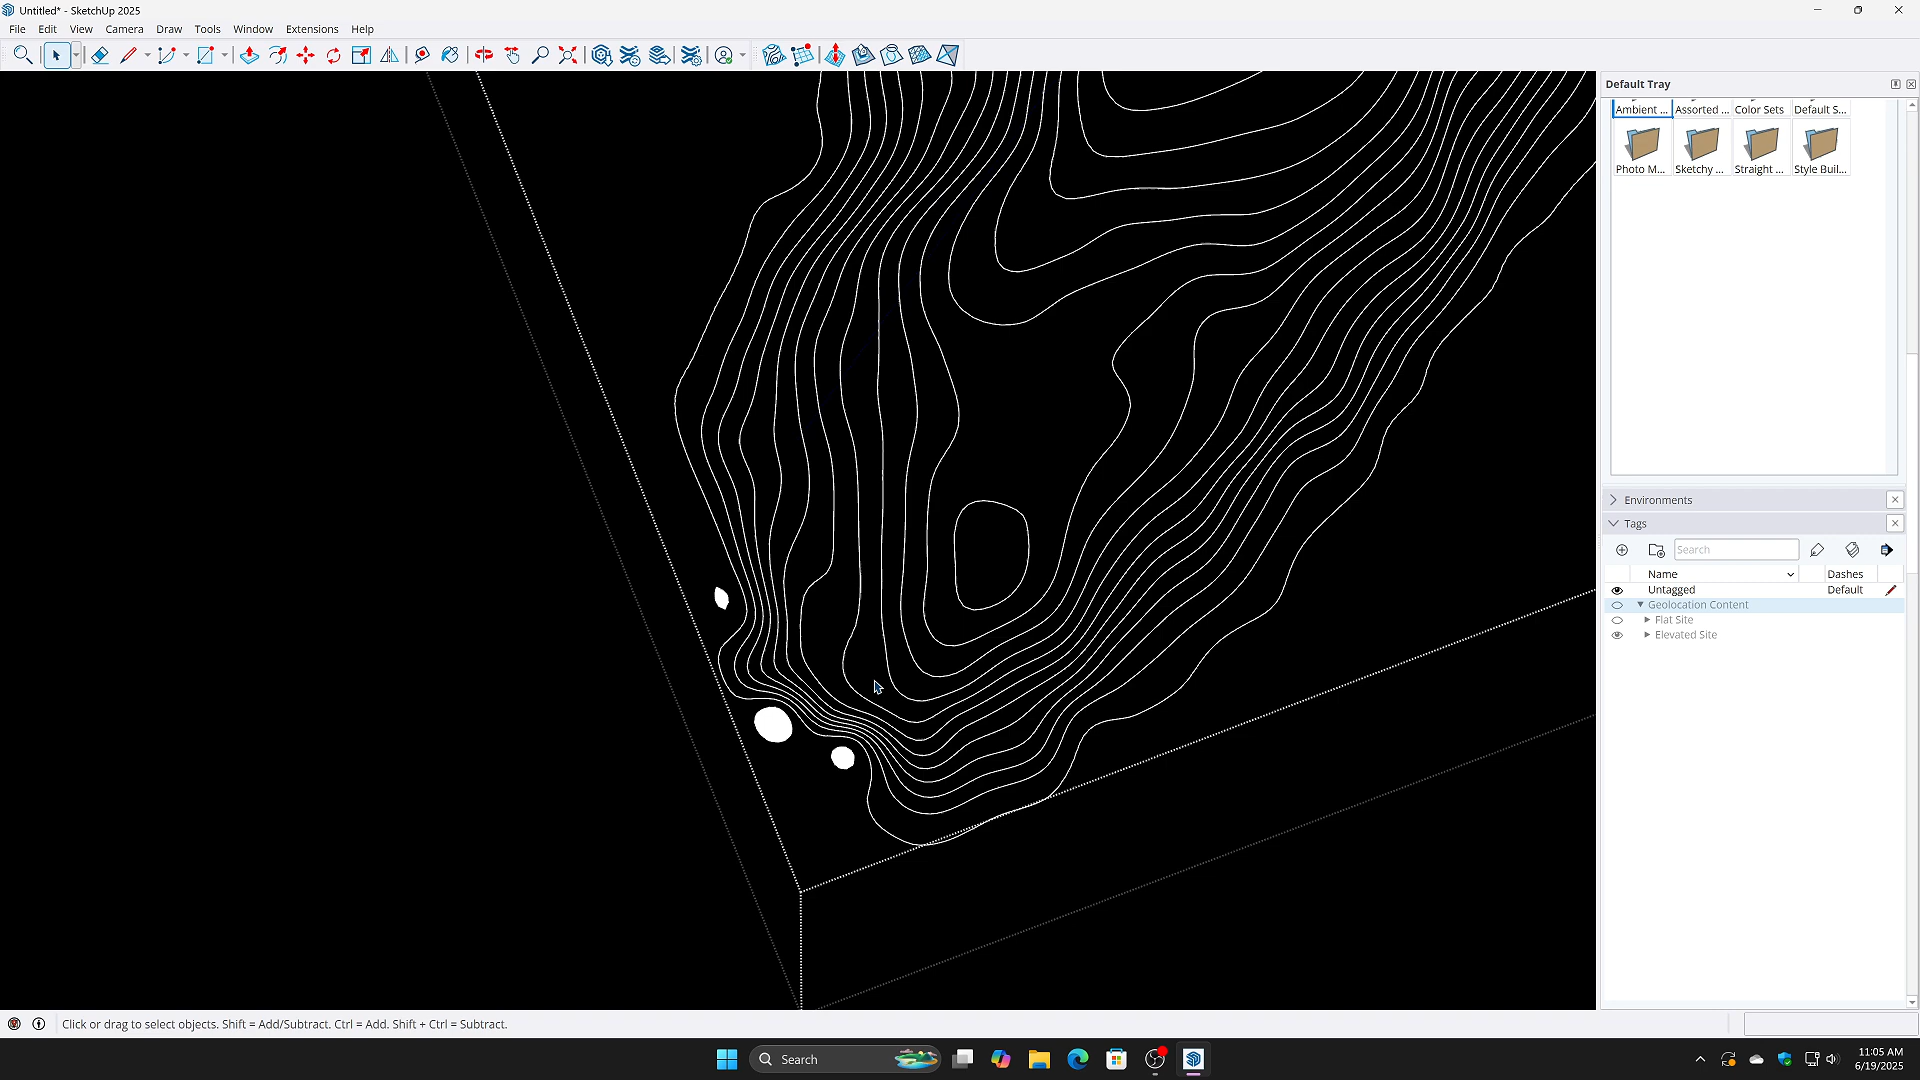 Untitled* - SketchUp 2025
File Edit View Camera Draw Tools Window Extensions Help
Default Tray
Ambient ... Assorted ... Color Sets Default S...
Photo M... Sketchy ... Straight ... Style Buil...
Environments
Tags
Search
Name Dashes
Untagged Default
Geolocation Content
Flat Site
Elevated Site
Click or drag to select objects. Shift = Add/Subtract. Ctrl = Add. Shift + Ctrl = Subtract.
Search
11:05 AM
6/19/2025